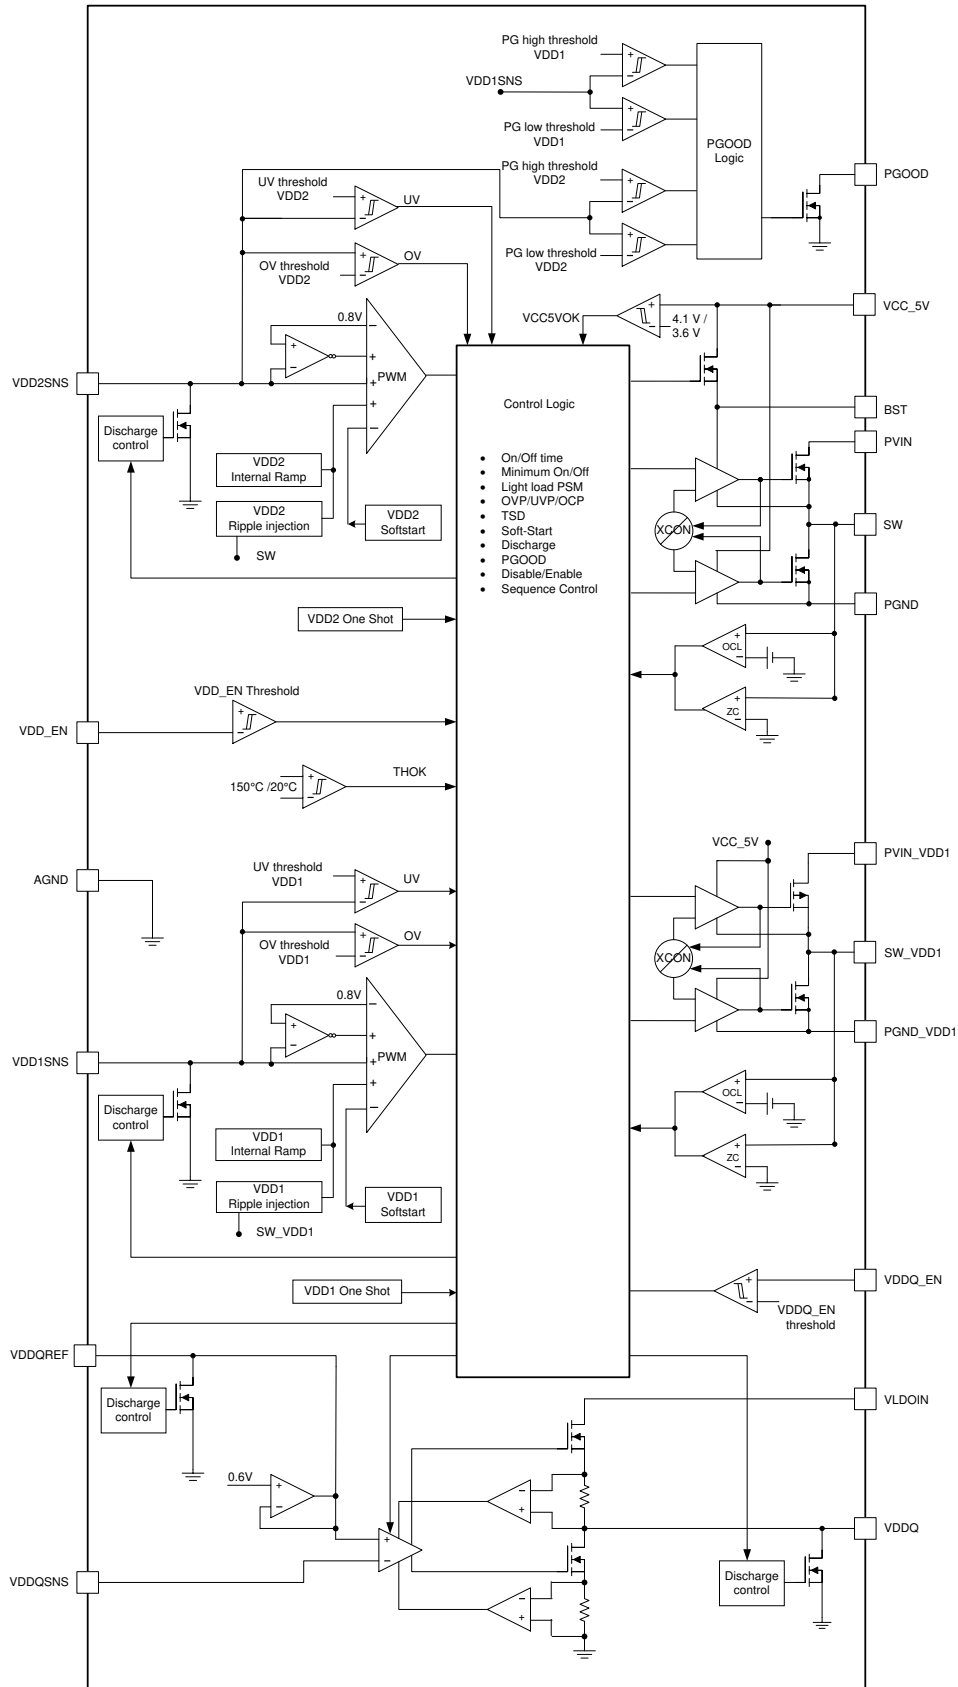 PG high threshold
VDD1
VDD1SNS
PG low threshold
VDD1
PGOOD
Logic
PG high threshold
VDD2
PG low threshold
VDD2
PGOOD
UV threshold
VDD2
UV
OV threshold
VDD2
OV
VCC5VOK
4.1 V /
3.6 V
VCC_5V
0.8V
PWM
VDD2SNS
Discharge
control
VDD2
Internal Ramp
VDD2
Ripple injection
SW
VDD2
Softstart
Control Logic
• On/Off time
• Minimum On/Off
• Light load PSM
• OVP/UVP/OCP
• TSD
• Soft-Start
• Discharge
• PGOOD
• Disable/Enable
• Sequence Control
BST
PVIN
XCON
SW
PGND
VDD2 One Shot
OCL
ZC
VDD_EN Threshold
VDD_EN
150°C /20°C
THOK
AGND
UV threshold
VDD1
UV
OV threshold
VDD1
OV
VCC_5V
PVIN_VDD1
XCON
SW_VDD1
PGND_VDD1
0.8V
PWM
VDD1SNS
Discharge
control
VDD1
Internal Ramp
VDD1
Ripple injection
SW_VDD1
VDD1
Softstart
OCL
ZC
VDD1 One Shot
VDDQ_EN
VDDQ_EN
threshold
VDDQREF
Discharge
control
VLDOIN
0.6V
VDDQ
VDDQSNS
Discharge
control